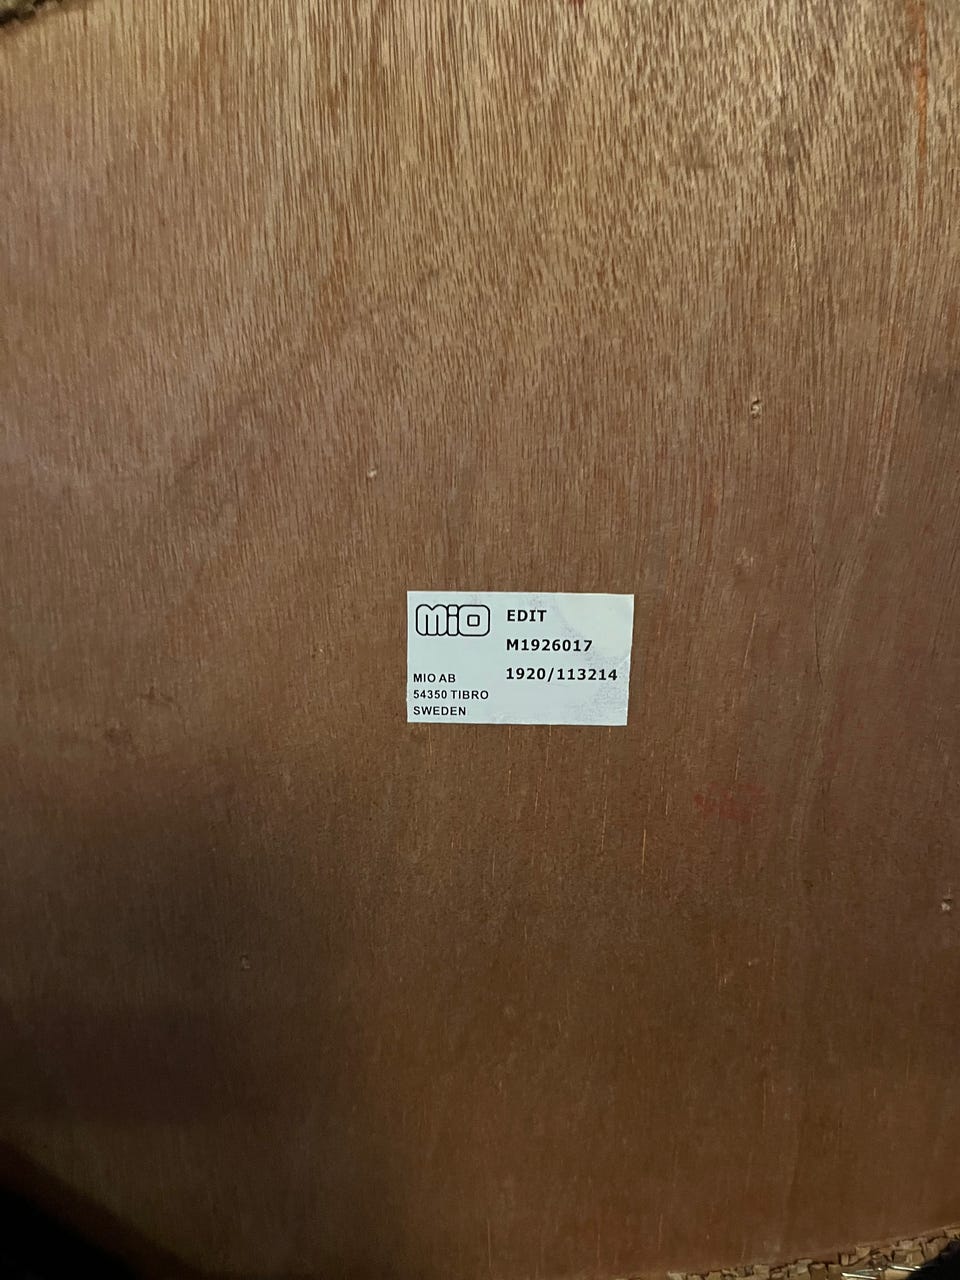 MiO
EDIT
M1926017
1920/113214
MIO AB
54350 TIBRO
SWEDEN